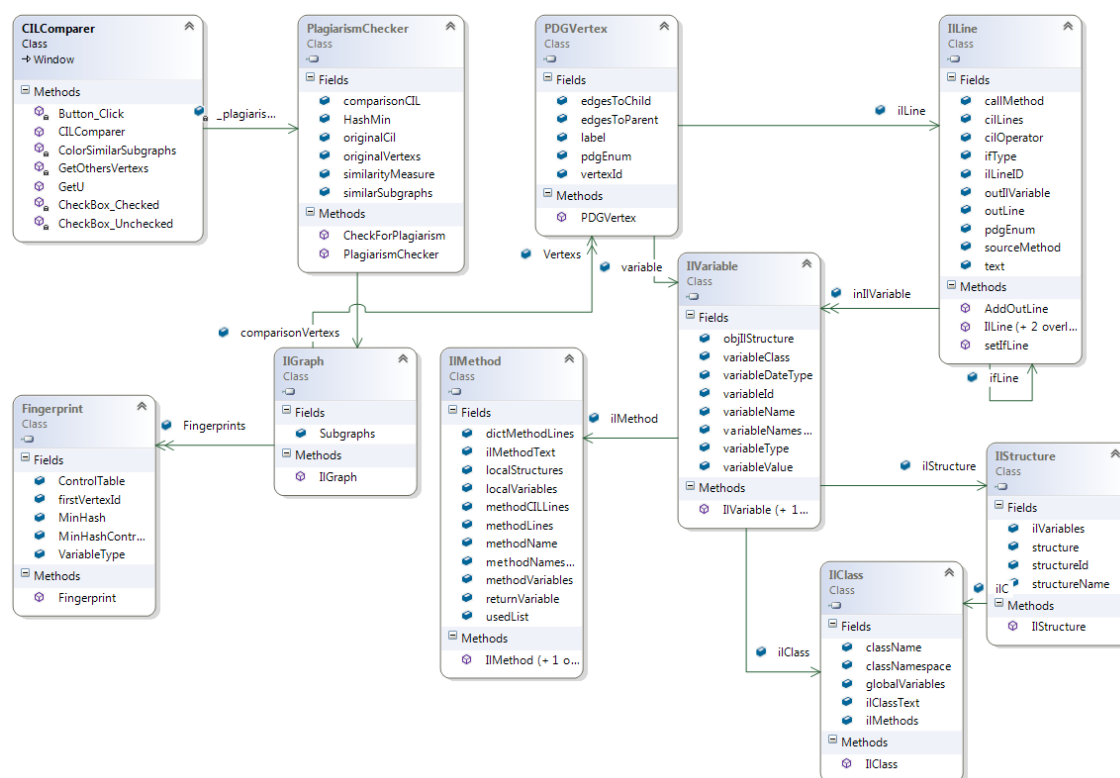 CILComparer
Class
Window
Methods
Button_Click
CILComparer
ColorSimilarSubgraphs
GetOthersVertexs
GetU
CheckBox_Checked
CheckBox_Unchecked
_plagiaris...
PlagiarismChecker
Class
Fields
comparisonCIL
HashMin
originalCil
originalVertexs
similarityMeasure
similarSubgraphs
Methods
CheckForPlagiarism
PlagiarismChecker
PDGVertex
Class
Fields
edgesToChild
edgesToParent
label
pdgEnum
vertexId
Methods
PDGVertex
ilLine
IlLine
Class
Fields
callMethod
cilLines
cilOperator
ifType
ilLineID
outIlVariable
outLine
pdgEnum
sourceMethod
text
Methods
AddOutLine
IlLine (+ 2 overl...
setIfLine
ifLine
Vertexs
variable
inIlVariable
comparisonVertexs
IlVariable
Class
Fields
objIlStructure
variableClass
variableDateType
variableId
variableName
variableNames...
variableType
variableValue
Methods
IlVariable (+ 1...
IlGraph
Class
Fields
Subgraphs
Methods
IlGraph
Fingerprints
Fingerprint
Class
Fields
ControlTable
firstVertexId
MinHash
MinHashContr...
VariableType
Methods
Fingerprint
IlMethod
Class
Fields
dictMethodLines
ilMethodText
localStructures
localVariables
methodCILLines
methodLines
methodName
methodNames...
methodVariables
returnVariable
usedList
Methods
IlMethod (+ 1 o...
ilMethod
ilStructure
IlStructure
Class
Fields
ilVariables
structure
structureId
structureName
Methods
IlStructure
ilC
ilClass
IlClass
Class
Fields
className
classNamespace
globalVariables
ilClassText
ilMethods
Methods
IlClass